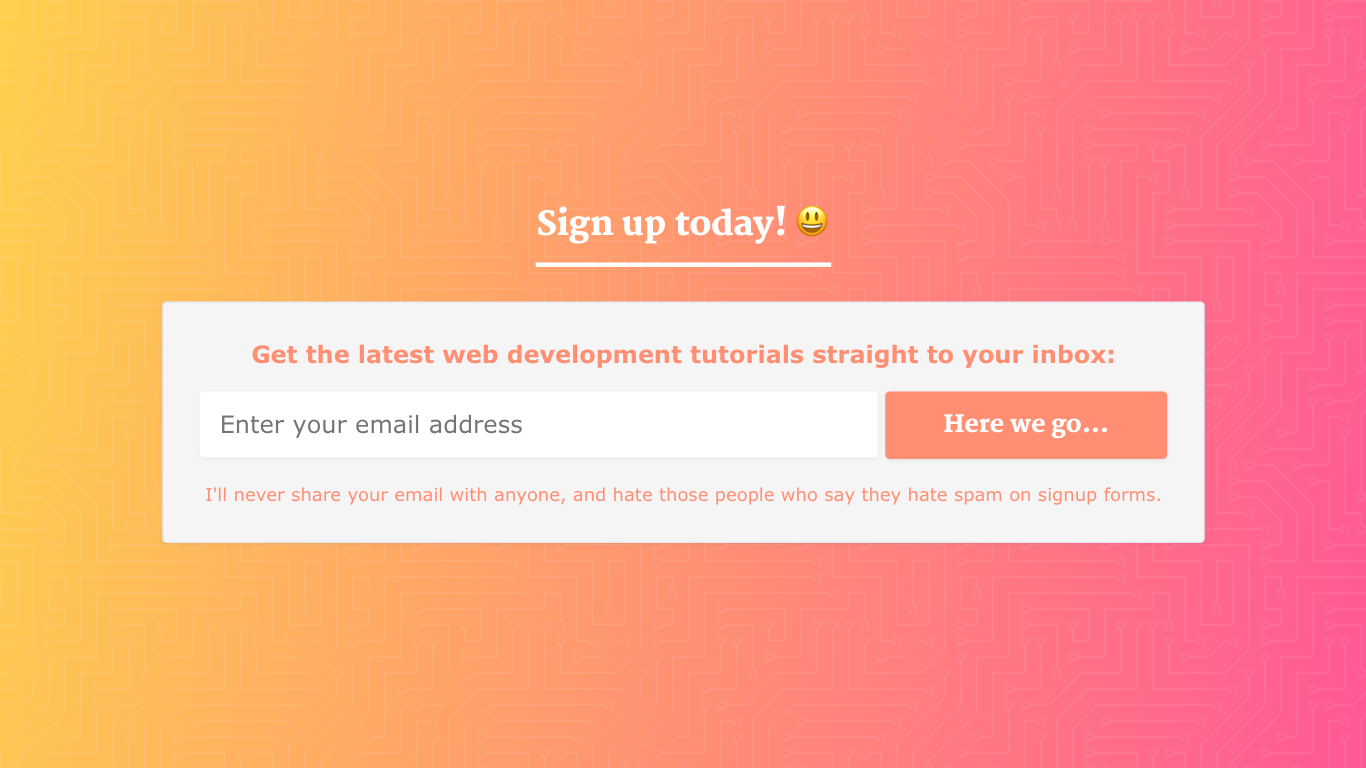 Sign up today! 😃
Get the latest web development tutorials straight to your inbox:
Enter your email address
Here we go...
I'll never share your email with anyone, and hate those people who say they hate spam on signup forms.